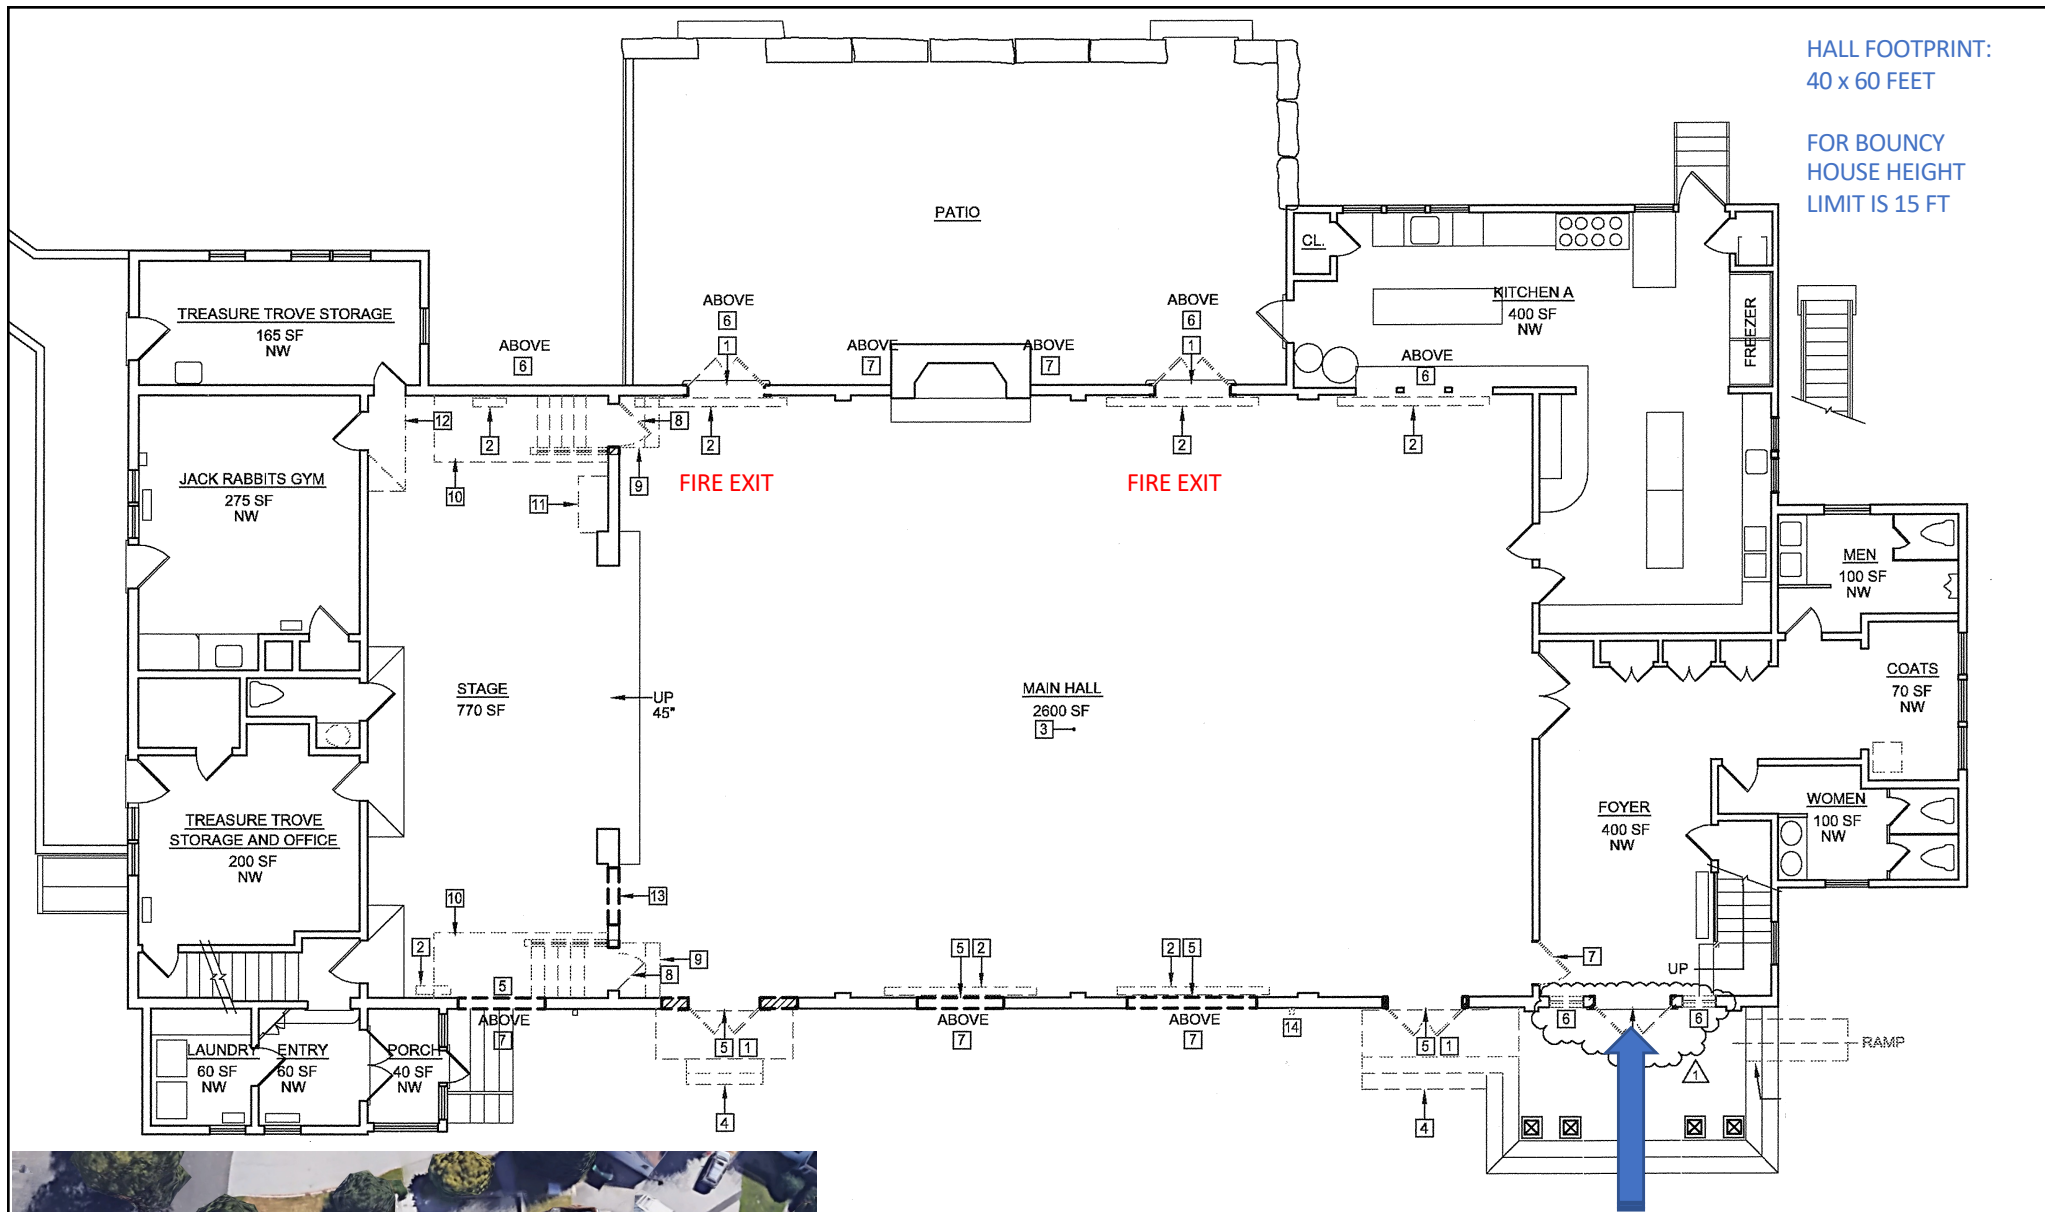 HALL FOOTPRINT:
40 x 60 FEET
FOR BOUNCY
HOUSE HEIGHT
LIMIT IS 15 FT
PATIO
CL.
KITCHEN A
400 SF
NW
FREEZER
TREASURE TROVE STORAGE
165 SF
NW
ABOVE
6
ABOVE
6
1
ABOVE
7
ABOVE
7
ABOVE
6
1
ABOVE
6
12
2
8
2
2
2
10
9
11
FIRE EXIT
FIRE EXIT
JACK RABBITS GYM
275 SF
NW
MEN
100 SF
NW
STAGE
770 SF
UP
45"
MAIN HALL
2600 SF
3
COATS
70 SF
NW
TREASURE TROVE
STORAGE AND OFFICE
200 SF
NW
FOYER
400 SF
NW
WOMEN
100 SF
NW
13
10
2
9
8
5
2
2
5
7
UP
5
ABOVE
7
ABOVE
7
ABOVE
7
14
6
6
5
1
5
1
RAMP
1
LAUNDRY
60 SF
NW
ENTRY
60 SF
NW
PORCH
40 SF
NW
4
4